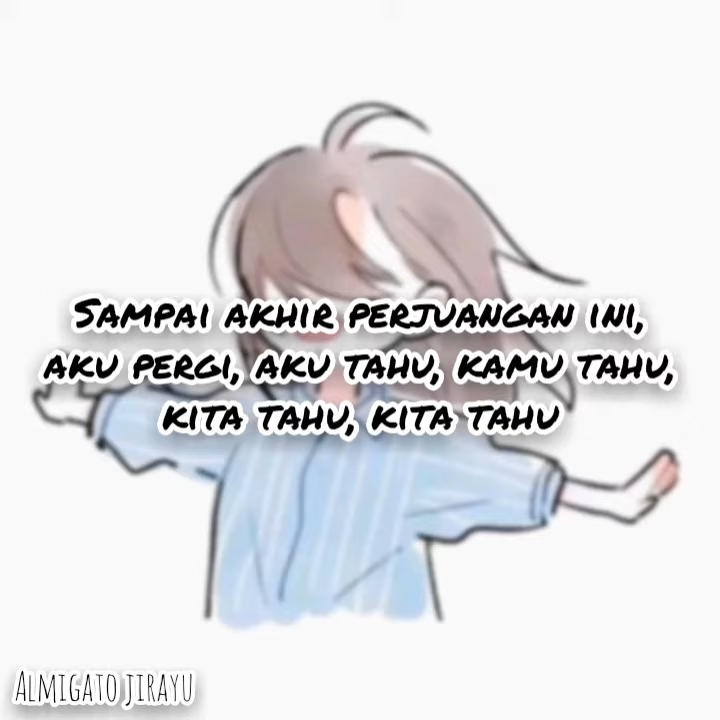 Sampai akhir perjuangan ini,
aku pergi, aku tahu, kamu tahu,
kita tahu, kita tahu
Almigato jirayu